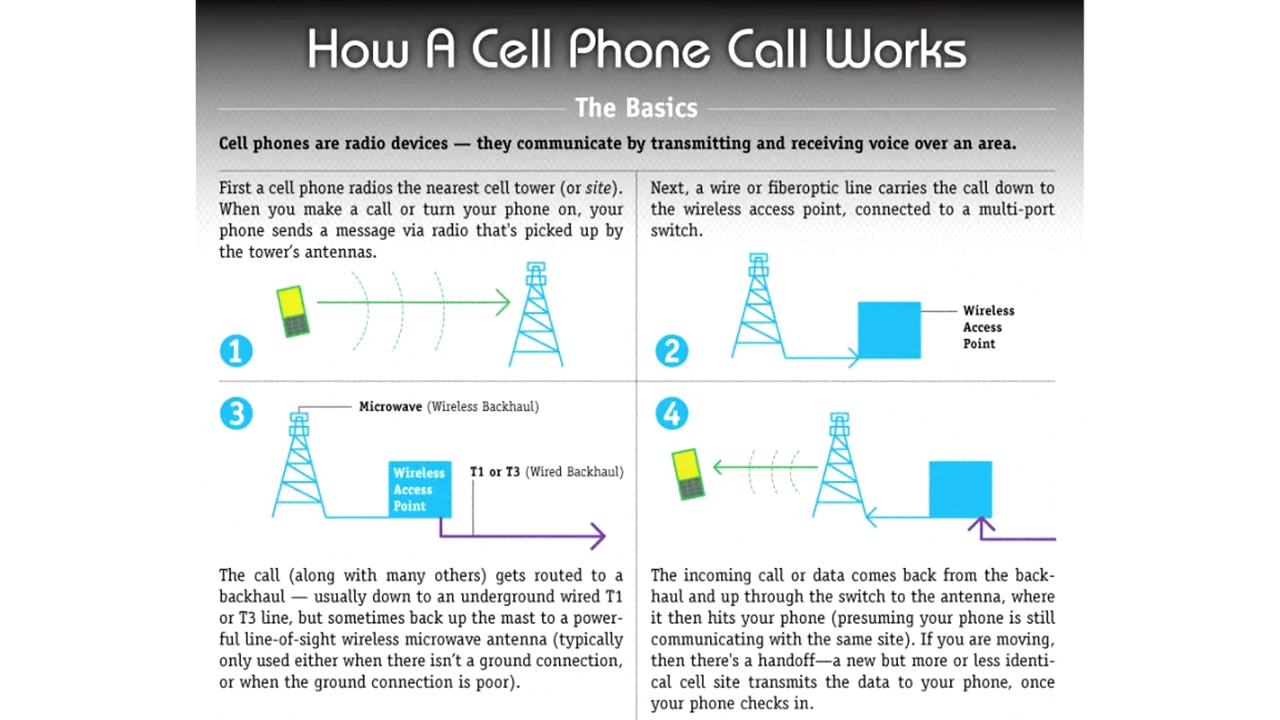 How A Cell Phone Call Works
The Basics
Cell phones are radio devices — they communicate by transmitting and receiving voice over an area.
First a cell phone radios the nearest cell tower (or site).
When you make a call or turn your phone on, your
phone sends a message via radio that's picked up by
the tower's antennas.
1
Next, a wire or fiberoptic line carries the call down to
the wireless access point, connected to a multi-port
switch.
Wireless
Access
Point
2
3
Microwave (Wireless Backhaul)
Wireless
Access
Point
T1 or T3 (Wired Backhaul)
The call (along with many others) gets routed to a
backhaul — usually down to an underground wired T1
or T3 line, but sometimes back up the mast to a power-
ful line-of-sight wireless microwave antenna (typically
only used either when there isn't a ground connection,
or when the ground connection is poor).
4
The incoming call or data comes back from the back-
haul and up through the switch to the antenna, where
it then hits your phone (presuming your phone is still
communicating with the same site). If you are moving,
then there's a handoff—a new but more or less identi-
cal cell site transmits the data to your phone, once
your phone checks in.